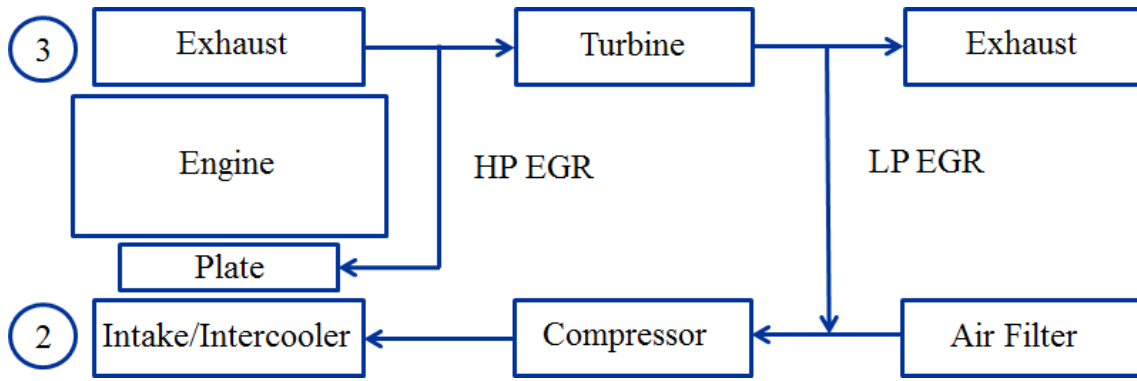 3
Exhaust
Turbine
Exhaust
Engine
HP EGR
LP EGR
Plate
2
Intake/Intercooler
Compressor
Air Filter